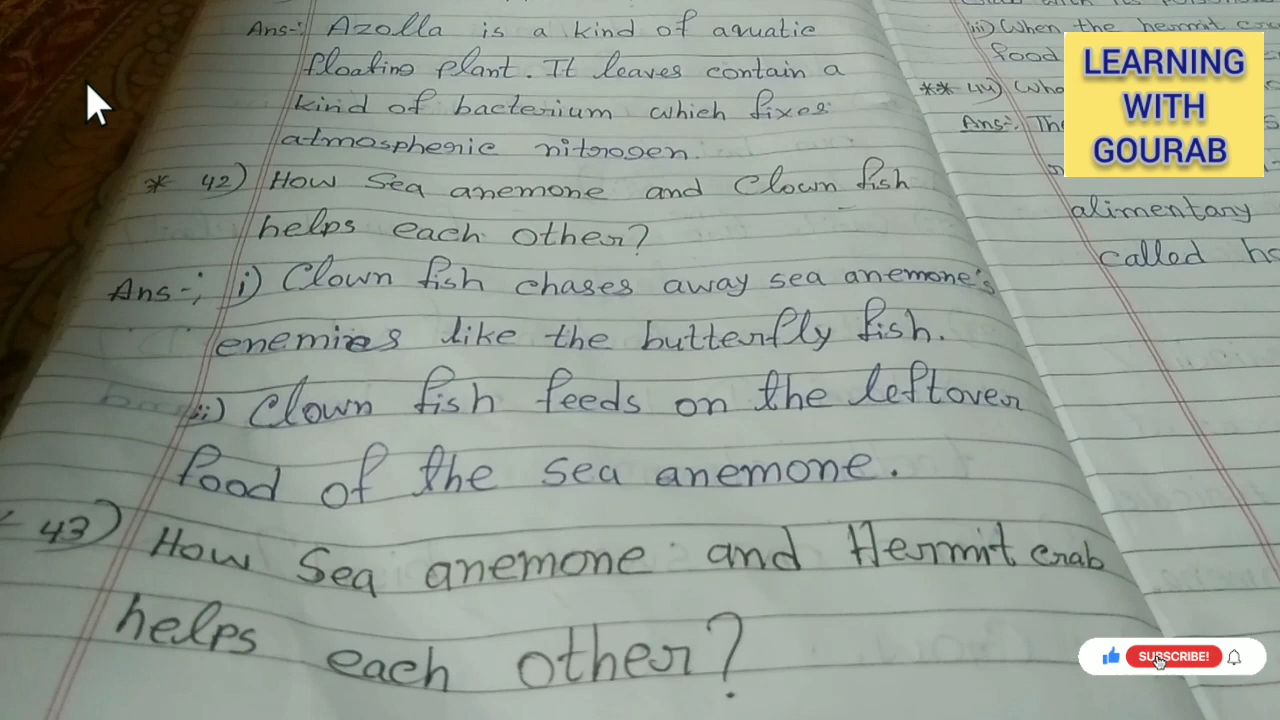 Ans-: Azolla is a kind of aquatic
floating plant. It leaves contain a
kind of bacterium which fixes
atmospheric nitrogen.
* 42) How Sea anemone and Clown fish
helps each other?
Ans-: i) Clown fish chases away sea anemone's
enemies like the butterfly fish.
ii) Clown fish feeds on the leftover
food of the sea anemone.
43) How Sea anemone and Hermit crab
helps each other?
iii) When the hermit
food
** 44)
Ans-:
alimentary
called
LEARNING
WITH
GOURAB
SUBSCRIBE!